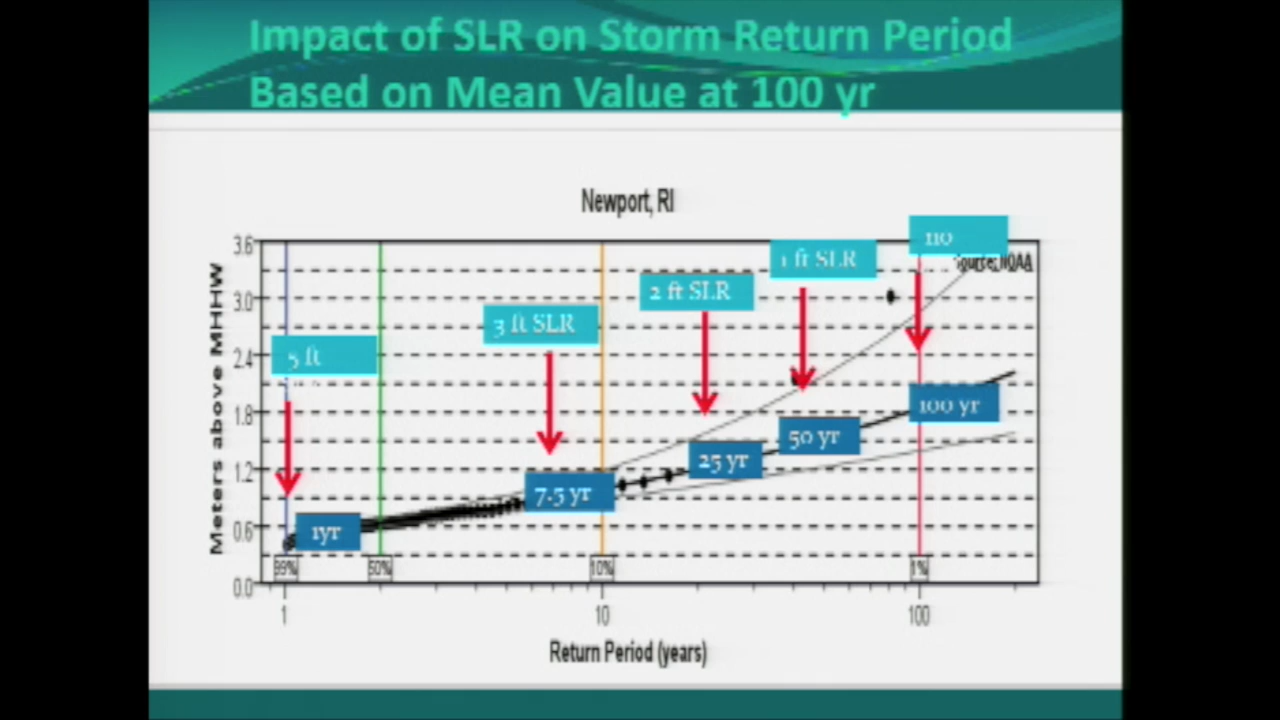 Impact of SLR on Storm Return Period
Based on Mean Value at 100 yr
Newport, RI
Source: NOAA
no
1 ft SLR
2 ft SLR
3 ft SLR
5 ft
100 yr
50 yr
25 yr
7.5 yr
1yr
Meters above MHHW
3.6
3.0
2.4
1.8
1.2
0.6
0.0
99%
50%
10%
1%
1
10
100
Return Period (years)